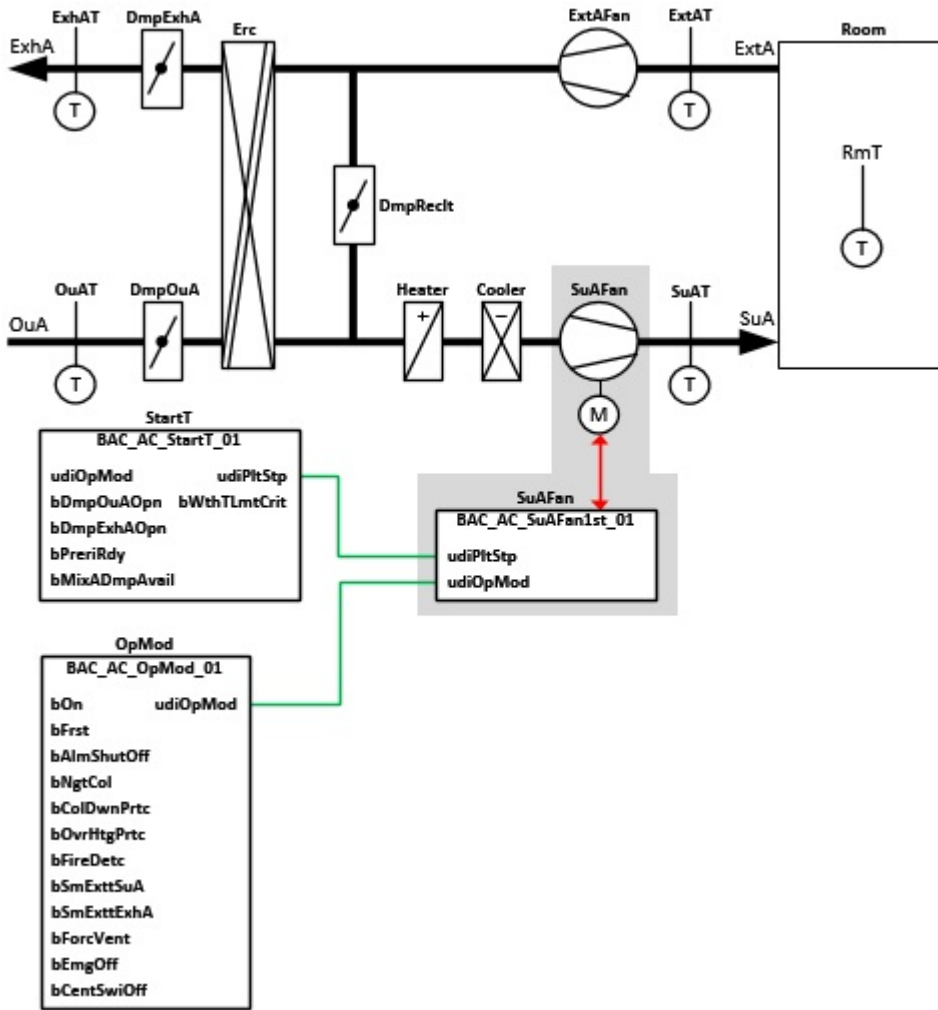 ExhAT
DmpExhA
Erc
ExtAFan
ExtAT
Room
ExhA
ExtA
T
T
RmT
DmpReclt
T
OuAT
DmpOuA
Heater
Cooler
SuAFan
SuAT
OuA
+
−
SuA
T
T
M
StartT
BAC_AC_StartT_01
udiOpMod udiPltStp
bDmpOuAOpn bWthTLmtCrit
bDmpExhAOpn
bPreriRdy
bMixADmpAvail
SuAFan
BAC_AC_SuAFan1st_01
udiPltStp
udiOpMod
OpMod
BAC_AC_OpMod_01
bOn udiOpMod
bFrst
bAlmShutOff
bNgtCol
bColDwnPrtc
bOvrHtgPrtc
bFireDetc
bSmExttSuA
bSmExttExhA
bForcVent
bEmgOff
bCentSwiOff